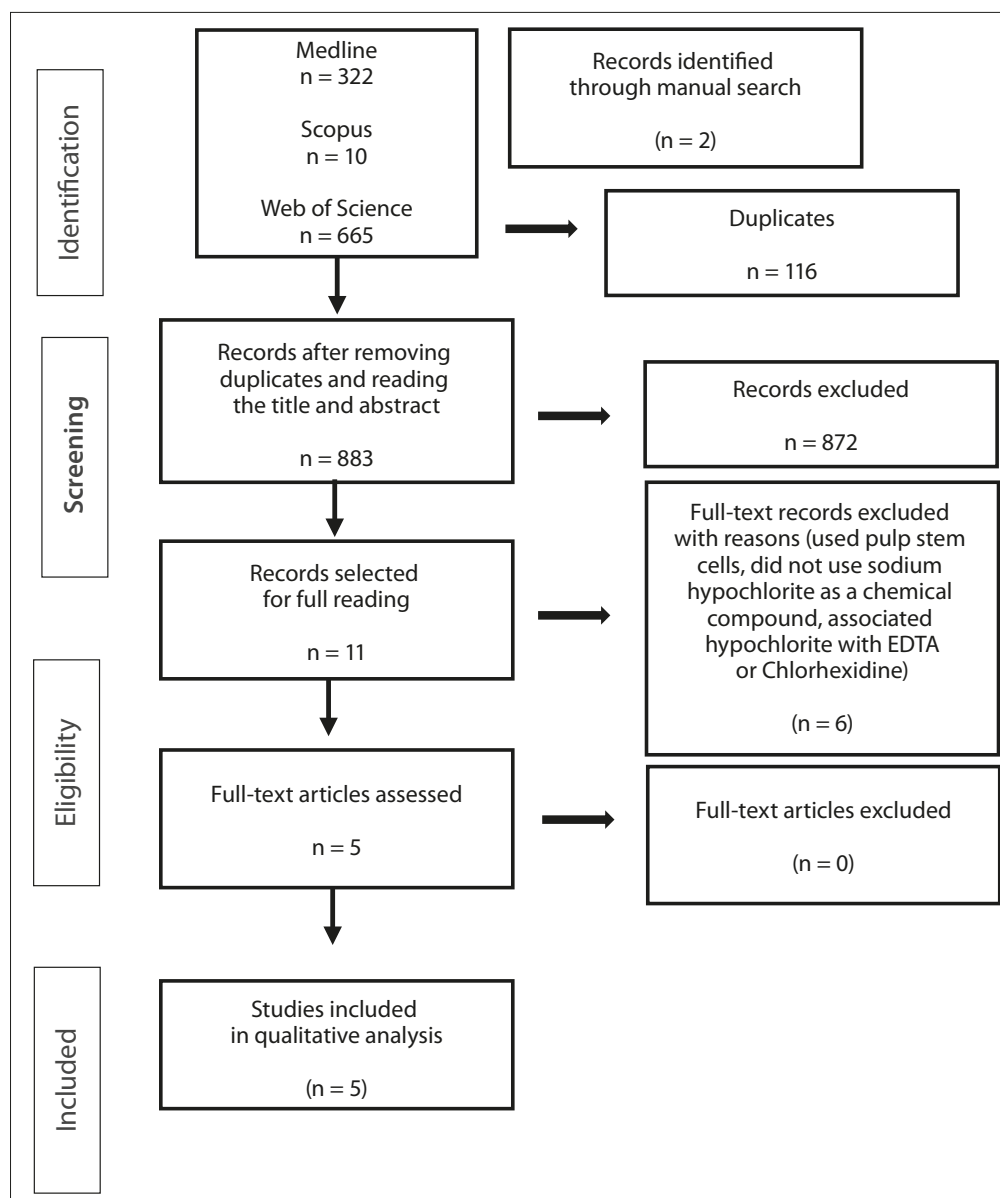 Identification
Medline
n = 322
Scopus
n = 10
Web of Science
n = 665
Records identified
through manual search
(n = 2)
Duplicates
n = 116
Screening
Records after removing
duplicates and reading
the title and abstract
n = 883
Records excluded
n = 872
Records selected
for full reading
n = 11
Full-text records excluded
with reasons (used pulp stem
cells, did not use sodium
hypochlorite as a chemical
compound, associated
hypochlorite with EDTA
or Chlorhexidine)
(n = 6)
Eligibility
Full-text articles assessed
n = 5
Full-text articles excluded
(n = 0)
Included
Studies included
in qualitative analysis
(n = 5)